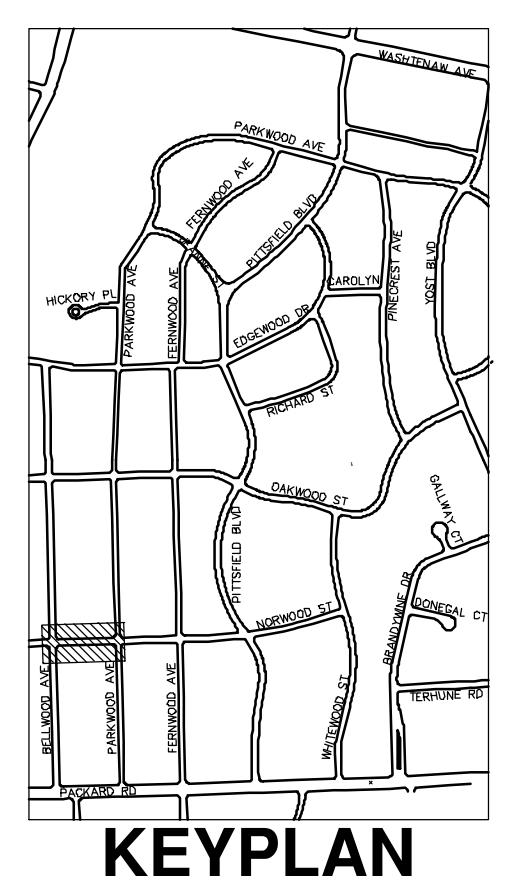 WASHTENAW AVE
PARKWOOD AVE
FERNWOOD AVE
PITTSFIELD BLVD
CAROLYN
PINECREST AVE
YOST BLVD
HICKORY PL
PARKWOOD AVE
FERNWOOD AVE
EDGEWOOD DR
RICHARD ST
OAKWOOD ST
GALLWAY CT
PITTSFIELD BLVD
NORWOOD ST
BRANDYWINE DR
DONEGAL CT
BELLWOOD AVE
PARKWOOD AVE
FERNWOOD AVE
WHITEWOOD ST
TERHUNE RD
PACKARD RD
KEYPLAN